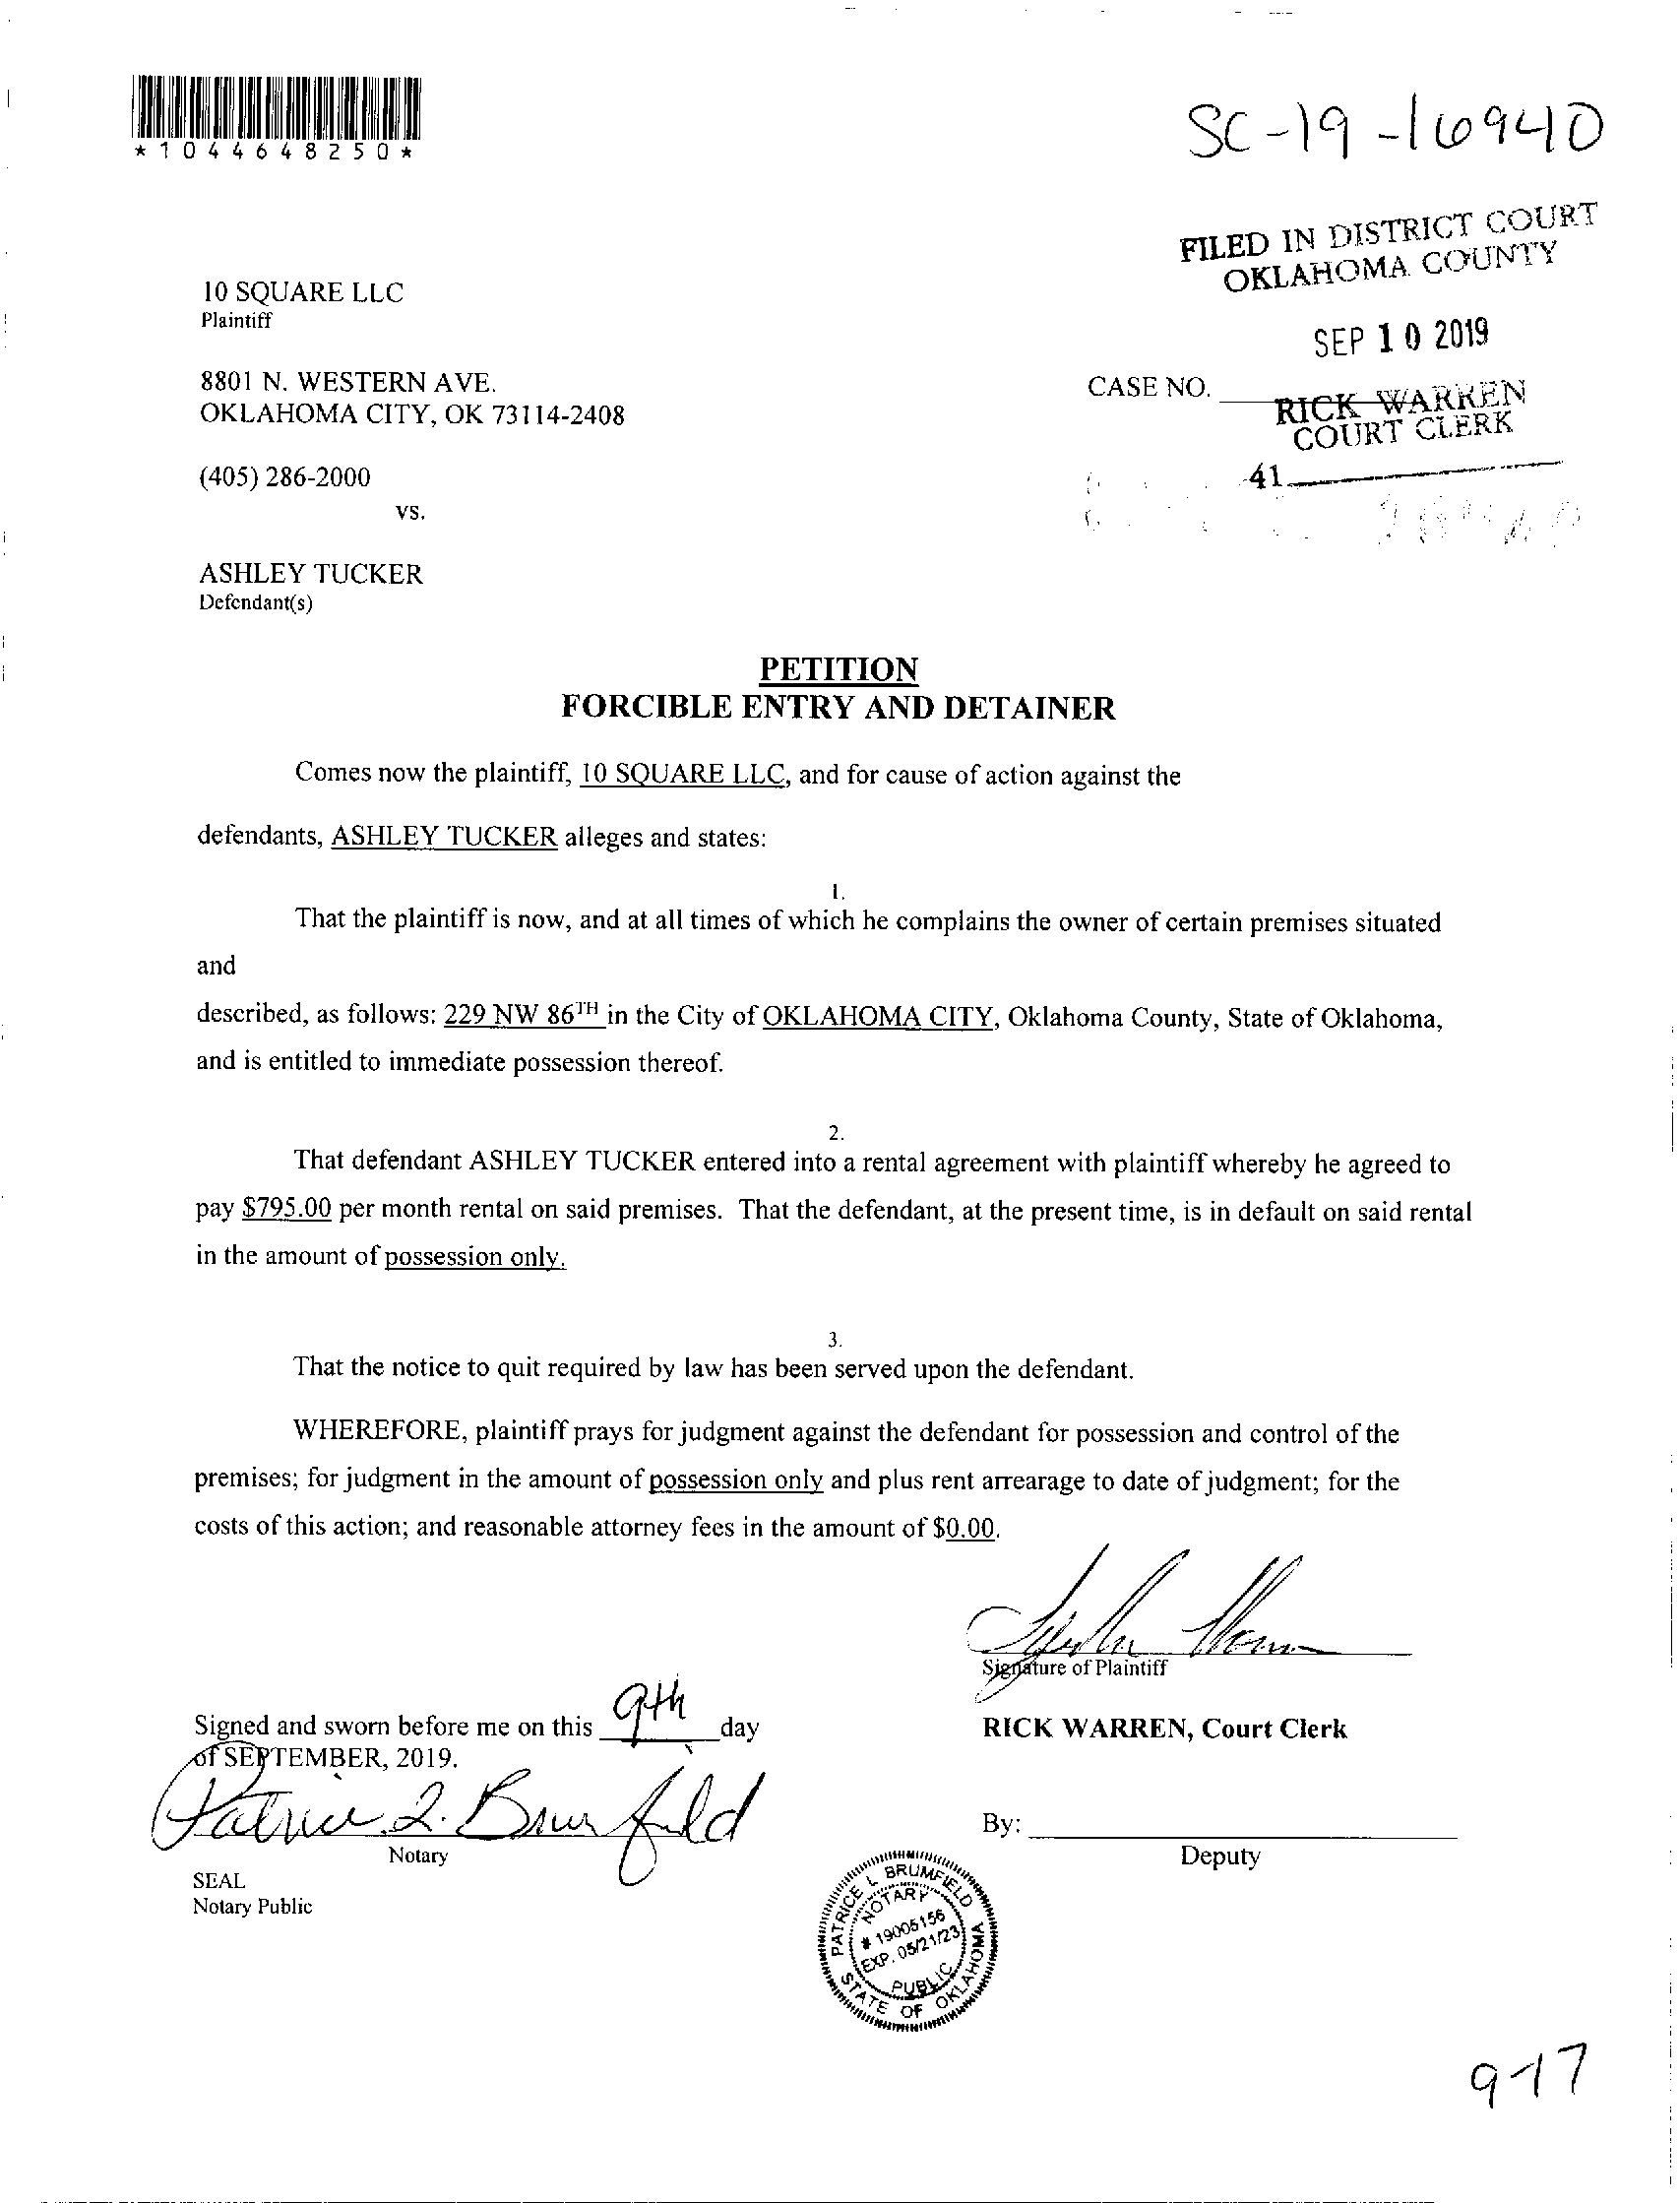 *1044648250*
SC-19-16940
FILED IN DISTRICT COURT
OKLAHOMA COUNTY
SEP 10 2019
RICK WARREN
COURT CLERK
41
10 SQUARE LLC
Plaintiff
8801 N. WESTERN AVE.
OKLAHOMA CITY, OK 73114-2408
CASE NO.
(405) 286-2000
vs.
ASHLEY TUCKER
Defendant(s)
PETITION
FORCIBLE ENTRY AND DETAINER
Comes now the plaintiff, 10 SQUARE LLC, and for cause of action against the
defendants, ASHLEY TUCKER alleges and states:
1.
That the plaintiff is now, and at all times of which he complains the owner of certain premises situated
and
described, as follows: 229 NW 86TH in the City of OKLAHOMA CITY, Oklahoma County, State of Oklahoma,
and is entitled to immediate possession thereof.
2.
That defendant ASHLEY TUCKER entered into a rental agreement with plaintiff whereby he agreed to
pay $795.00 per month rental on said premises. That the defendant, at the present time, is in default on said rental
in the amount of possession only.
3.
That the notice to quit required by law has been served upon the defendant.
WHEREFORE, plaintiff prays for judgment against the defendant for possession and control of the
premises; for judgment in the amount of possession only and plus rent arrearage to date of judgment; for the
costs of this action; and reasonable attorney fees in the amount of $0.00.
Signature of Plaintiff
Signed and sworn before me on this 9th day
of SEPTEMBER, 2019.
RICK WARREN, Court Clerk
Patrice L. Brumfield
Notary
By:
Deputy
SEAL
Notary Public
PATRICE L BRUMFIELD
NOTARY
# 19005156
EXP. 05/21/23
PUBLIC
STATE OF OKLAHOMA
9-17